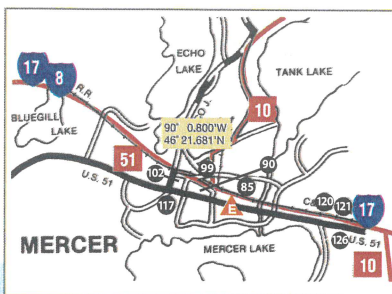 17
8
R.R.
ECHO
LAKE
TANK LAKE
BLUEGILL
LAKE
O J
10
90° 0.800'W
46° 21.681'N
51
102
99
90
85
U.S. 51
117
E
120
121
17
126
U.S. 51
MERCER
MERCER LAKE
10